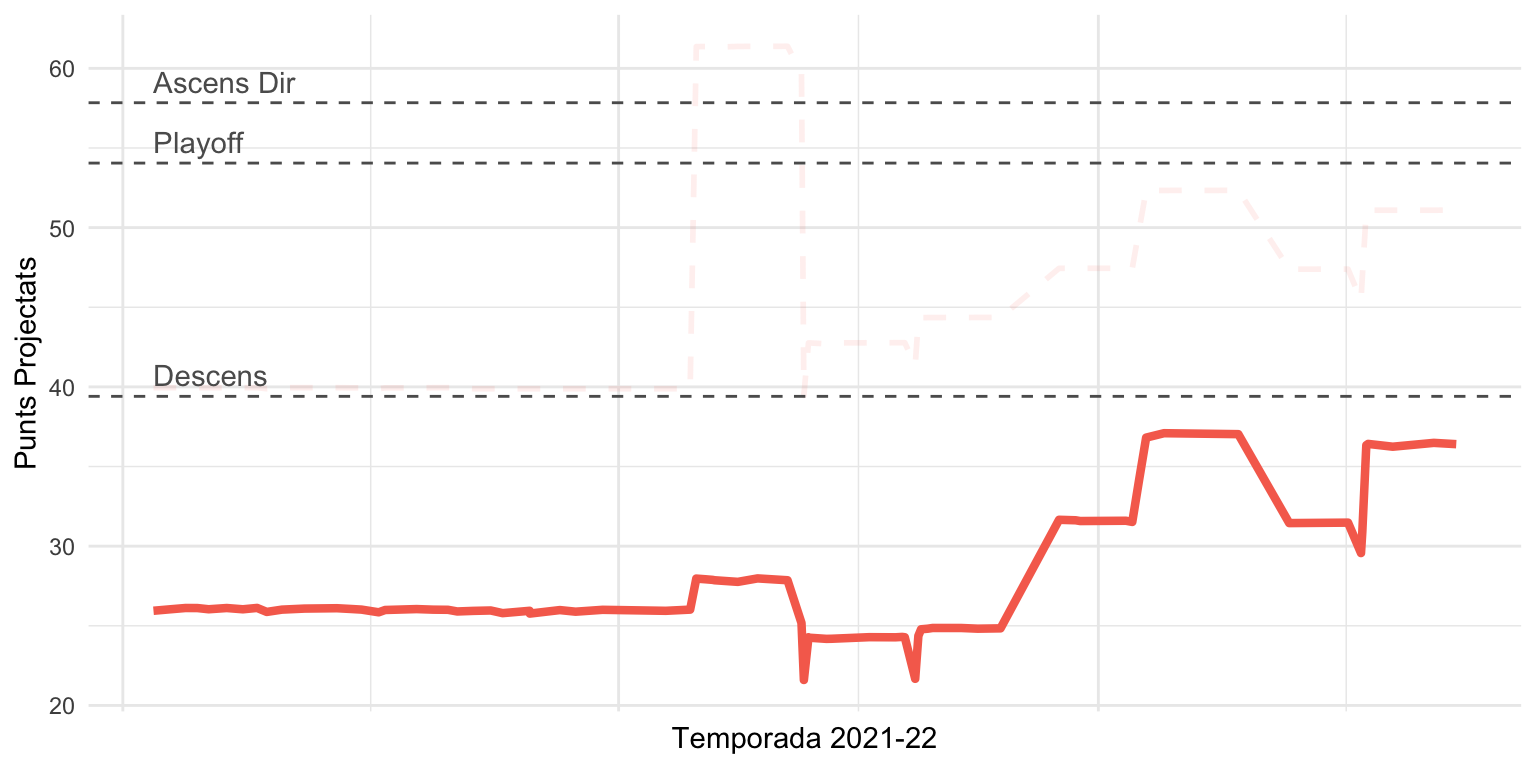 60
Ascens Dir
Playoff
50
Descens
40
30
20
Punts Projectats
Temporada 2021-22